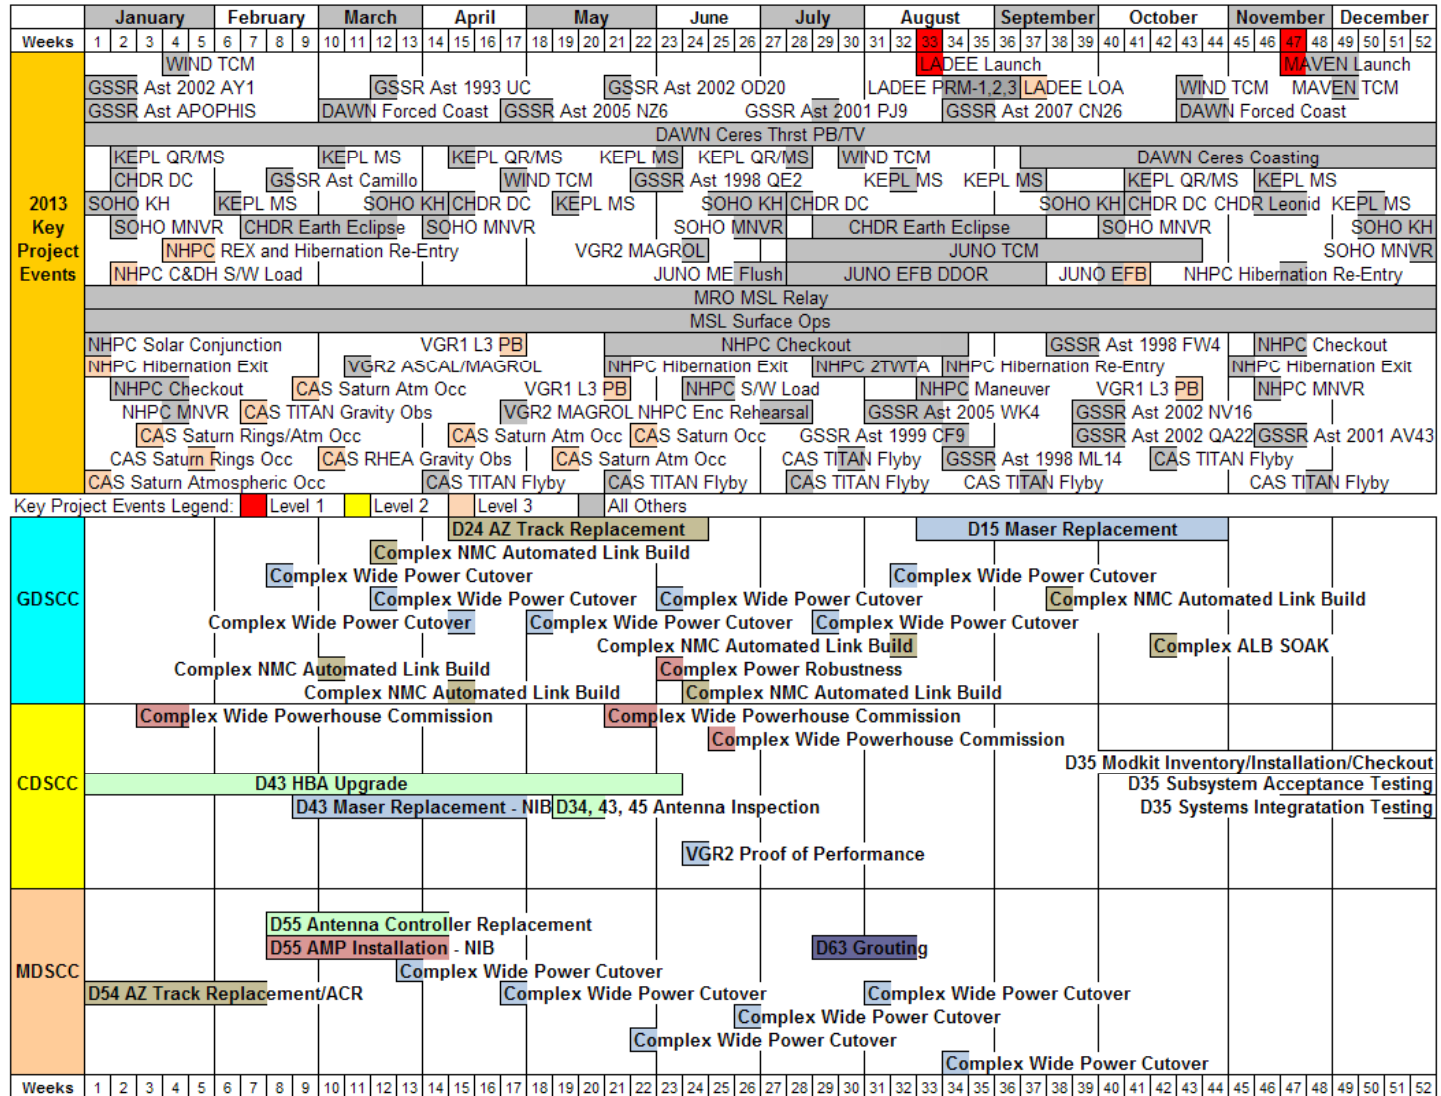 January February March April May June July August September October November December
Weeks 1 2 3 4 5 6 7 8 9 10 11 12 13 14 15 16 17 18 19 20 21 22 23 24 25 26 27 28 29 30 31 32 33 34 35 36 37 38 39 40 41 42 43 44 45 46 47 48 49 50 51 52
2013 Key Project Events
WIND TCM LADEE Launch MAVEN Launch
GSSR Ast 2002 AY1 GSSR Ast 1993 UC GSSR Ast 2002 OD20 LADEE PRM-1,2,3 LADEE LOA WIND TCM MAVEN TCM
GSSR Ast APOPHIS DAWN Forced Coast GSSR Ast 2005 NZ6 GSSR Ast 2001 PJ9 GSSR Ast 2007 CN26 DAWN Forced Coast
DAWN Ceres Thrst PB/TV
KEPL QR/MS KEPL MS KEPL QR/MS KEPL MS KEPL QR/MS WIND TCM DAWN Ceres Coasting
CHDR DC GSSR Ast Camillo WIND TCM GSSR Ast 1998 QE2 KEPL MS KEPL MS KEPL QR/MS KEPL MS
SOHO KH KEPL MS SOHO KH CHDR DC KEPL MS SOHO KH CHDR DC SOHO KH CHDR DC CHDR Leonid KEPL MS
SOHO MNVR CHDR Earth Eclipse SOHO MNVR SOHO MNVR CHDR Earth Eclipse SOHO MNVR SOHO KH
NHPC REX and Hibernation Re-Entry VGR2 MAGROL JUNO TCM SOHO MNVR
NHPC C&DH S/W Load JUNO ME Flush JUNO EFB DDOR JUNO EFB NHPC Hibernation Re-Entry
MRO MSL Relay
MSL Surface Ops
NHPC Solar Conjunction VGR1 L3 PB NHPC Checkout GSSR Ast 1998 FW4 NHPC Checkout
NHPC Hibernation Exit VGR2 ASCAL/MAGROL NHPC Hibernation Exit NHPC 2TWTA NHPC Hibernation Re-Entry NHPC Hibernation Exit
NHPC Checkout CAS Saturn Atm Occ VGR1 L3 PB NHPC S/W Load NHPC Maneuver VGR1 L3 PB NHPC MNVR
NHPC MNVR CAS TITAN Gravity Obs VGR2 MAGROL NHPC Enc Rehearsal GSSR Ast 2005 WK4 GSSR Ast 2002 NV16
CAS Saturn Rings/Atm Occ CAS Saturn Atm Occ CAS Saturn Occ GSSR Ast 1999 CF9 GSSR Ast 2002 QA22 GSSR Ast 2001 AV43
CAS Saturn Rings Occ CAS RHEA Gravity Obs CAS Saturn Atm Occ CAS TITAN Flyby GSSR Ast 1998 ML14 CAS TITAN Flyby
CAS Saturn Atmospheric Occ CAS TITAN Flyby CAS TITAN Flyby CAS TITAN Flyby CAS TITAN Flyby CAS TITAN Flyby
Key Project Events Legend: Level 1 Level 2 Level 3 All Others
GDSCC
D24 AZ Track Replacement D15 Maser Replacement
Complex NMC Automated Link Build
Complex Wide Power Cutover Complex Wide Power Cutover
Complex Wide Power Cutover Complex Wide Power Cutover Complex NMC Automated Link Build
Complex Wide Power Cutover Complex Wide Power Cutover Complex Wide Power Cutover
Complex NMC Automated Link Build Complex ALB SOAK
Complex NMC Automated Link Build Complex Power Robustness
Complex NMC Automated Link Build Complex NMC Automated Link Build
CDSCC
Complex Wide Powerhouse Commission Complex Wide Powerhouse Commission
Complex Wide Powerhouse Commission
D35 Modkit Inventory/Installation/Checkout
D43 HBA Upgrade D35 Subsystem Acceptance Testing
D43 Maser Replacement - NIB D34, 43, 45 Antenna Inspection D35 Systems Integratation Testing
VGR2 Proof of Performance
MDSCC
D55 Antenna Controller Replacement
D55 AMP Installation - NIB D63 Grouting
Complex Wide Power Cutover
D54 AZ Track Replacement/ACR Complex Wide Power Cutover Complex Wide Power Cutover
Complex Wide Power Cutover
Complex Wide Power Cutover
Complex Wide Power Cutover
Weeks 1 2 3 4 5 6 7 8 9 10 11 12 13 14 15 16 17 18 19 20 21 22 23 24 25 26 27 28 29 30 31 32 33 34 35 36 37 38 39 40 41 42 43 44 45 46 47 48 49 50 51 52